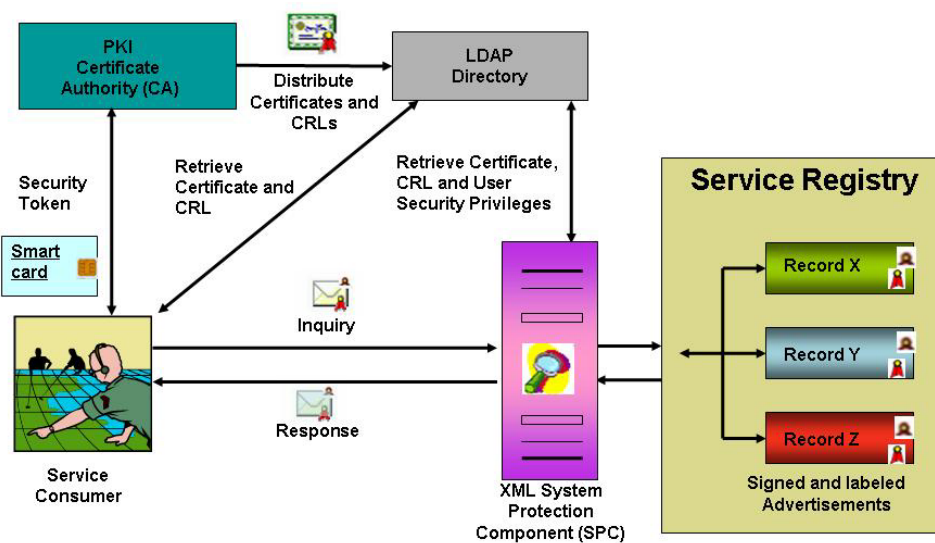 PKI
Certificate
Authority (CA)
Distribute
Certificates and
CRLs
LDAP
Directory
Security
Token
Retrieve
Certificate and
CRL
Retrieve Certificate,
CRL and User
Security Privileges
Service Registry
Smart
card
Record X
Inquiry
Record Y
Response
Record Z
Service
Consumer
XML System
Protection
Component (SPC)
Signed and labeled
Advertisements